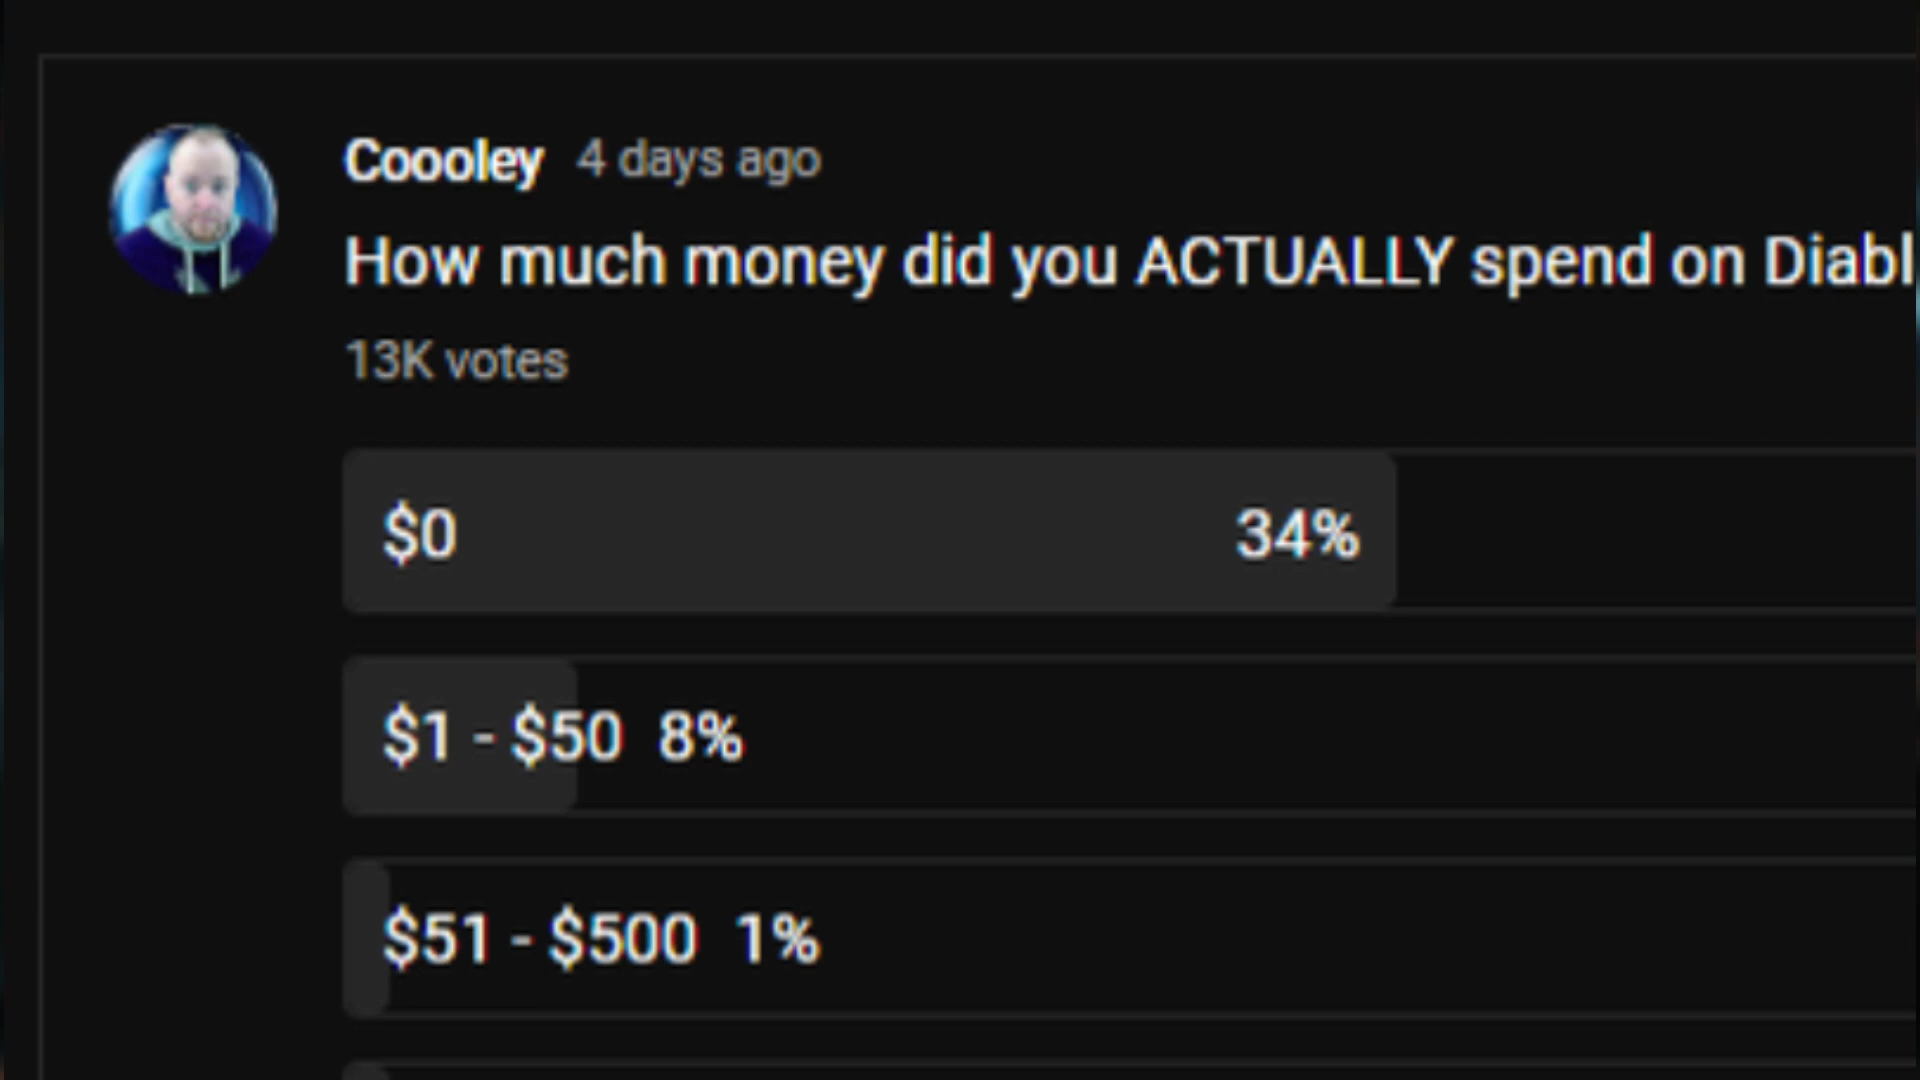 Coooley 4 days ago
How much money did you ACTUALLY spend on Diabl
13K votes
$0 34%
$1 - $50 8%
$51 - $500 1%